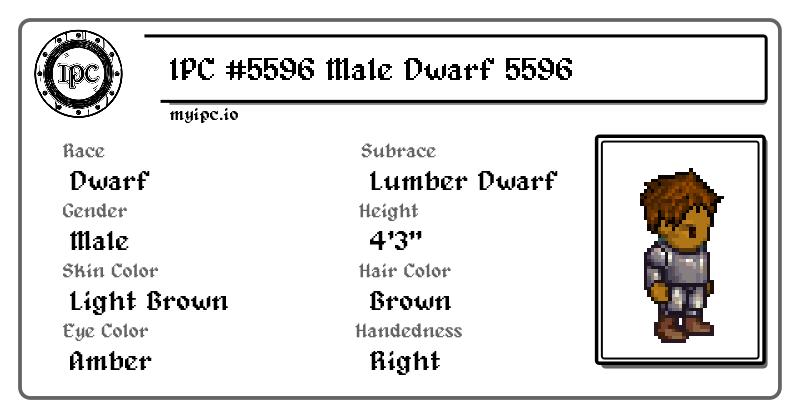 IPC
IPC #5596 Male Dwarf 5596
myipc.io
Race
Dwarf
Subrace
Lumber Dwarf
Gender
Male
Height
4'3"
Skin Color
Light Brown
Hair Color
Brown
Eye Color
Amber
Handedness
Right